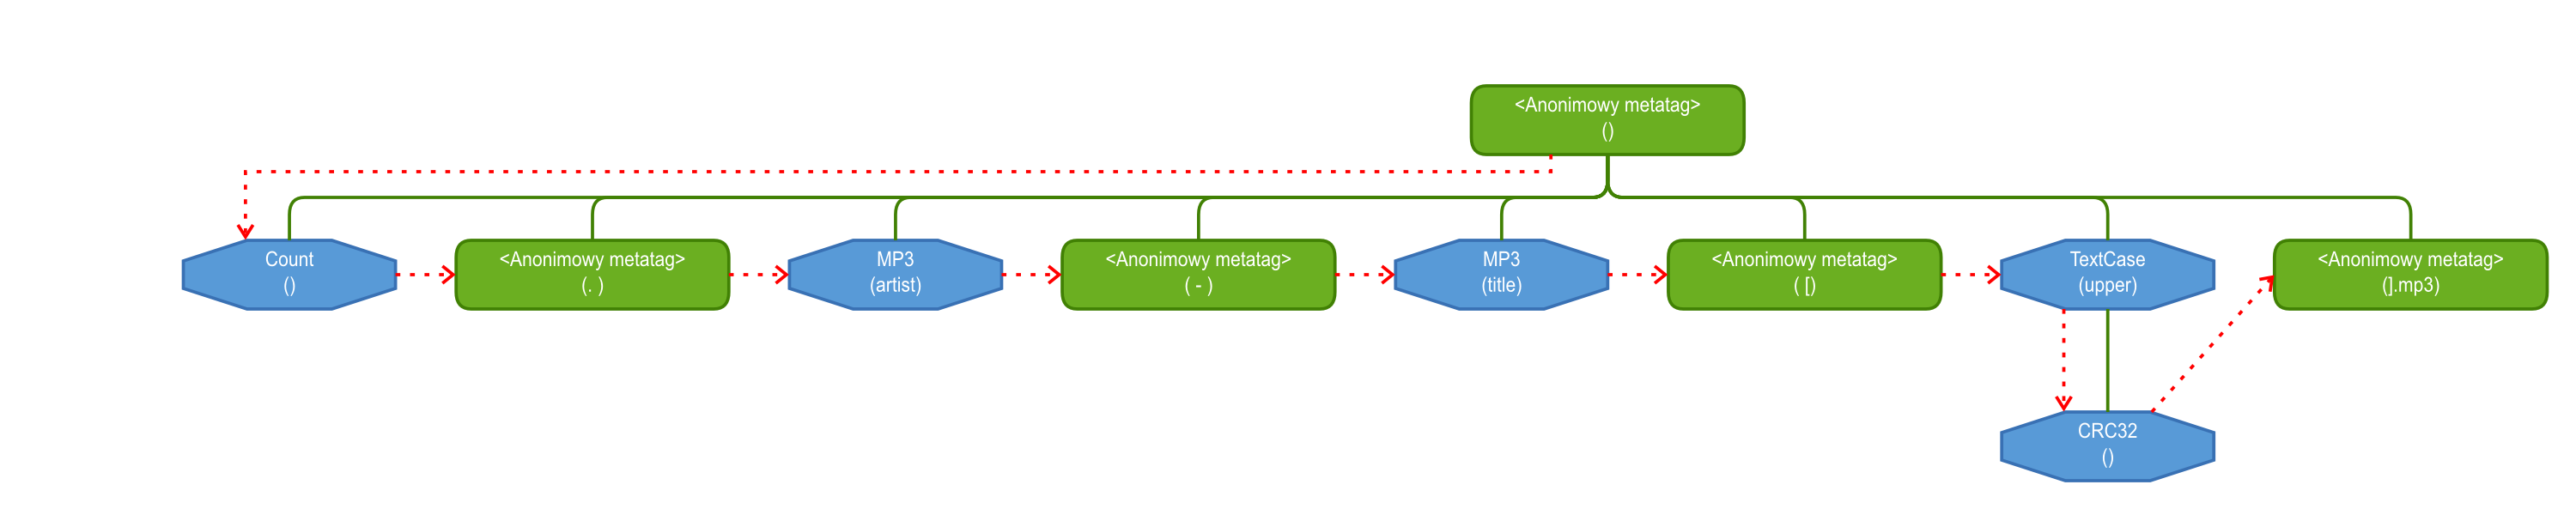 <Anonimowy metatag>
()
Count
()
<Anonimowy metatag>
(. )
MP3
(artist)
<Anonimowy metatag>
( - )
MP3
(title)
<Anonimowy metatag>
( [)
TextCase
(upper)
<Anonimowy metatag>
(].mp3)
CRC32
()